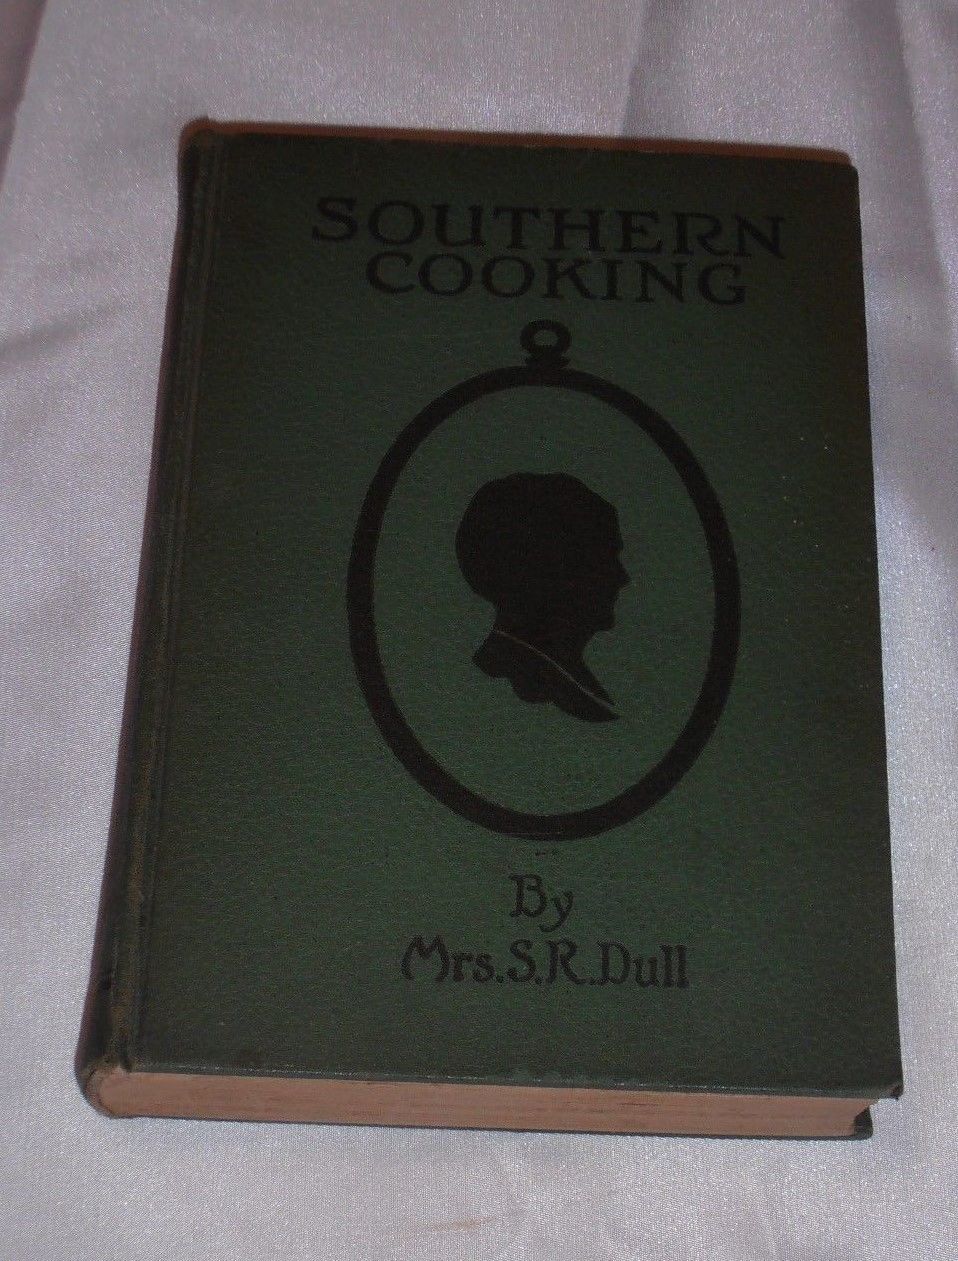 SOUTHERN
COOKING
By
Mrs. S. R. Dull